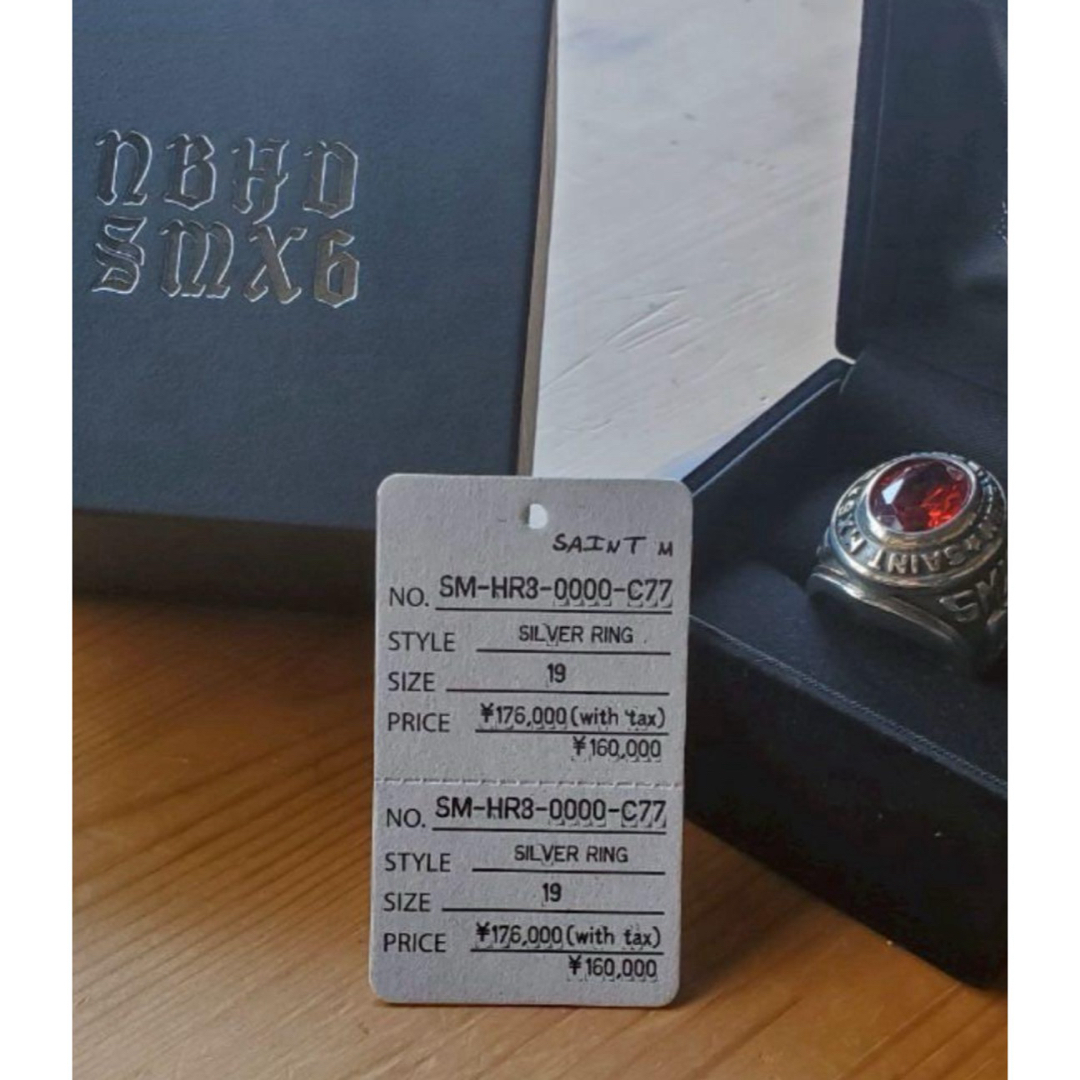 NBHD
SMX6
SAINT M
NO. SM-HR3-0000-C77
STYLE SILVER RING
SIZE 19
PRICE ¥176,000(with tax)
¥160,000
NO. SM-HR3-0000-C77
STYLE SILVER RING
SIZE 19
PRICE ¥176,000(with tax)
¥160,000
SAINT